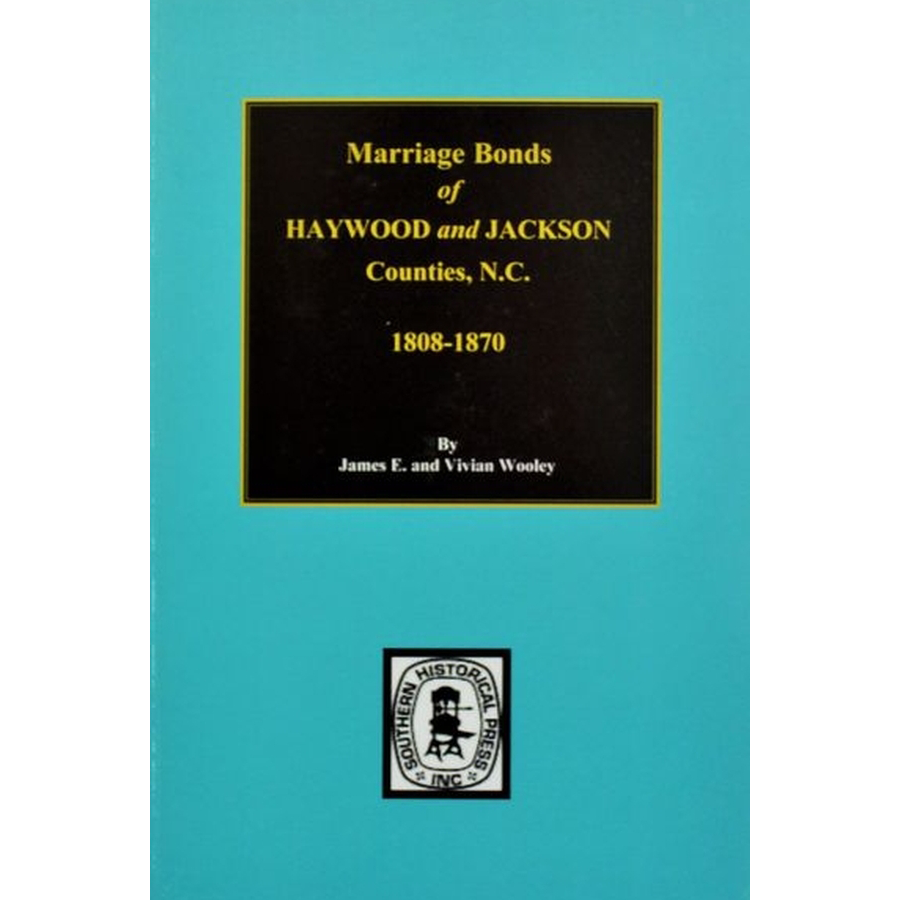 Marriage Bonds
of
HAYWOOD and JACKSON
Counties, N.C.
1808-1870
By
James E. and Vivian Wooley
SOUTHERN HISTORICAL PRESS
INC